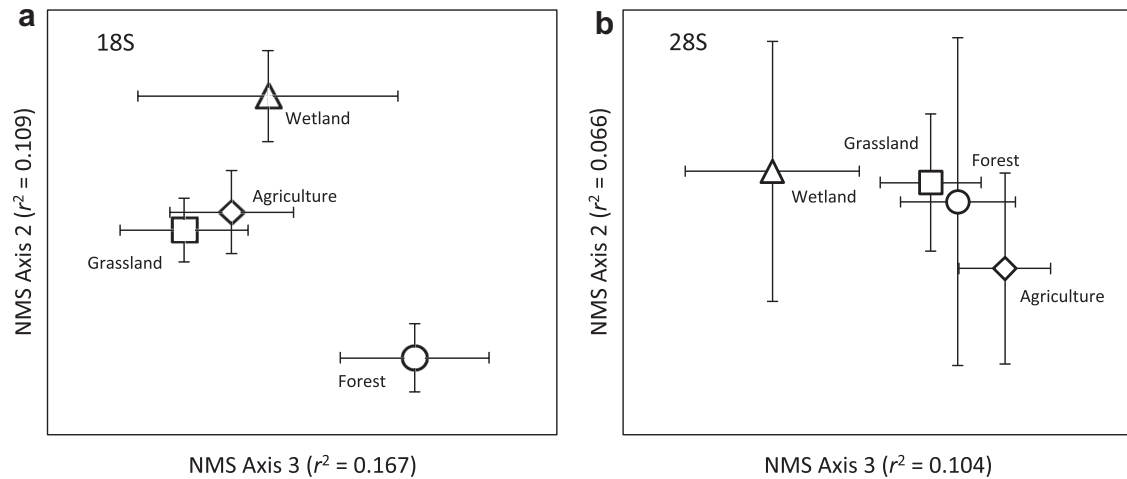 a
18S
Wetland
Agriculture
Grassland
Forest
NMS Axis 2 (r² = 0.109)
NMS Axis 3 (r² = 0.167)
b
28S
Grassland
Forest
Wetland
Agriculture
NMS Axis 2 (r² = 0.066)
NMS Axis 3 (r² = 0.104)